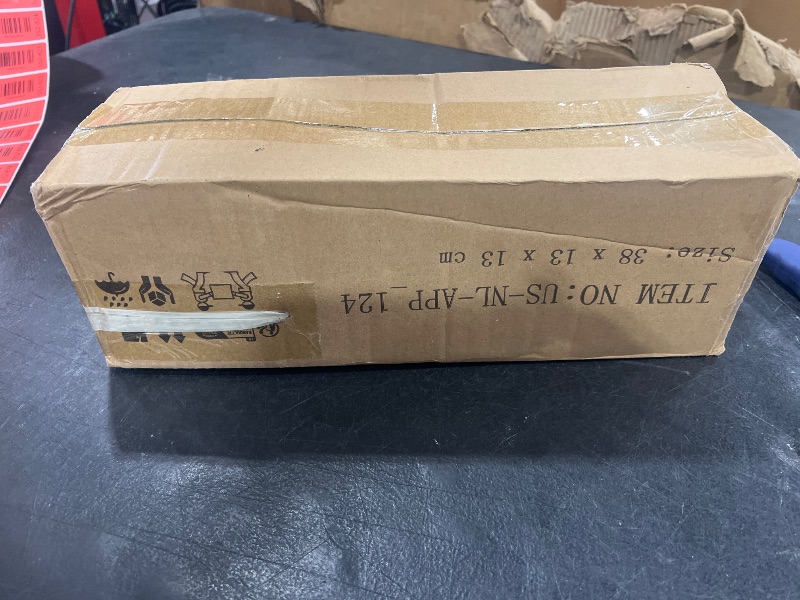 ITEM NO:US-NL-APP_124
Size: 38 x 13 x 13 cm